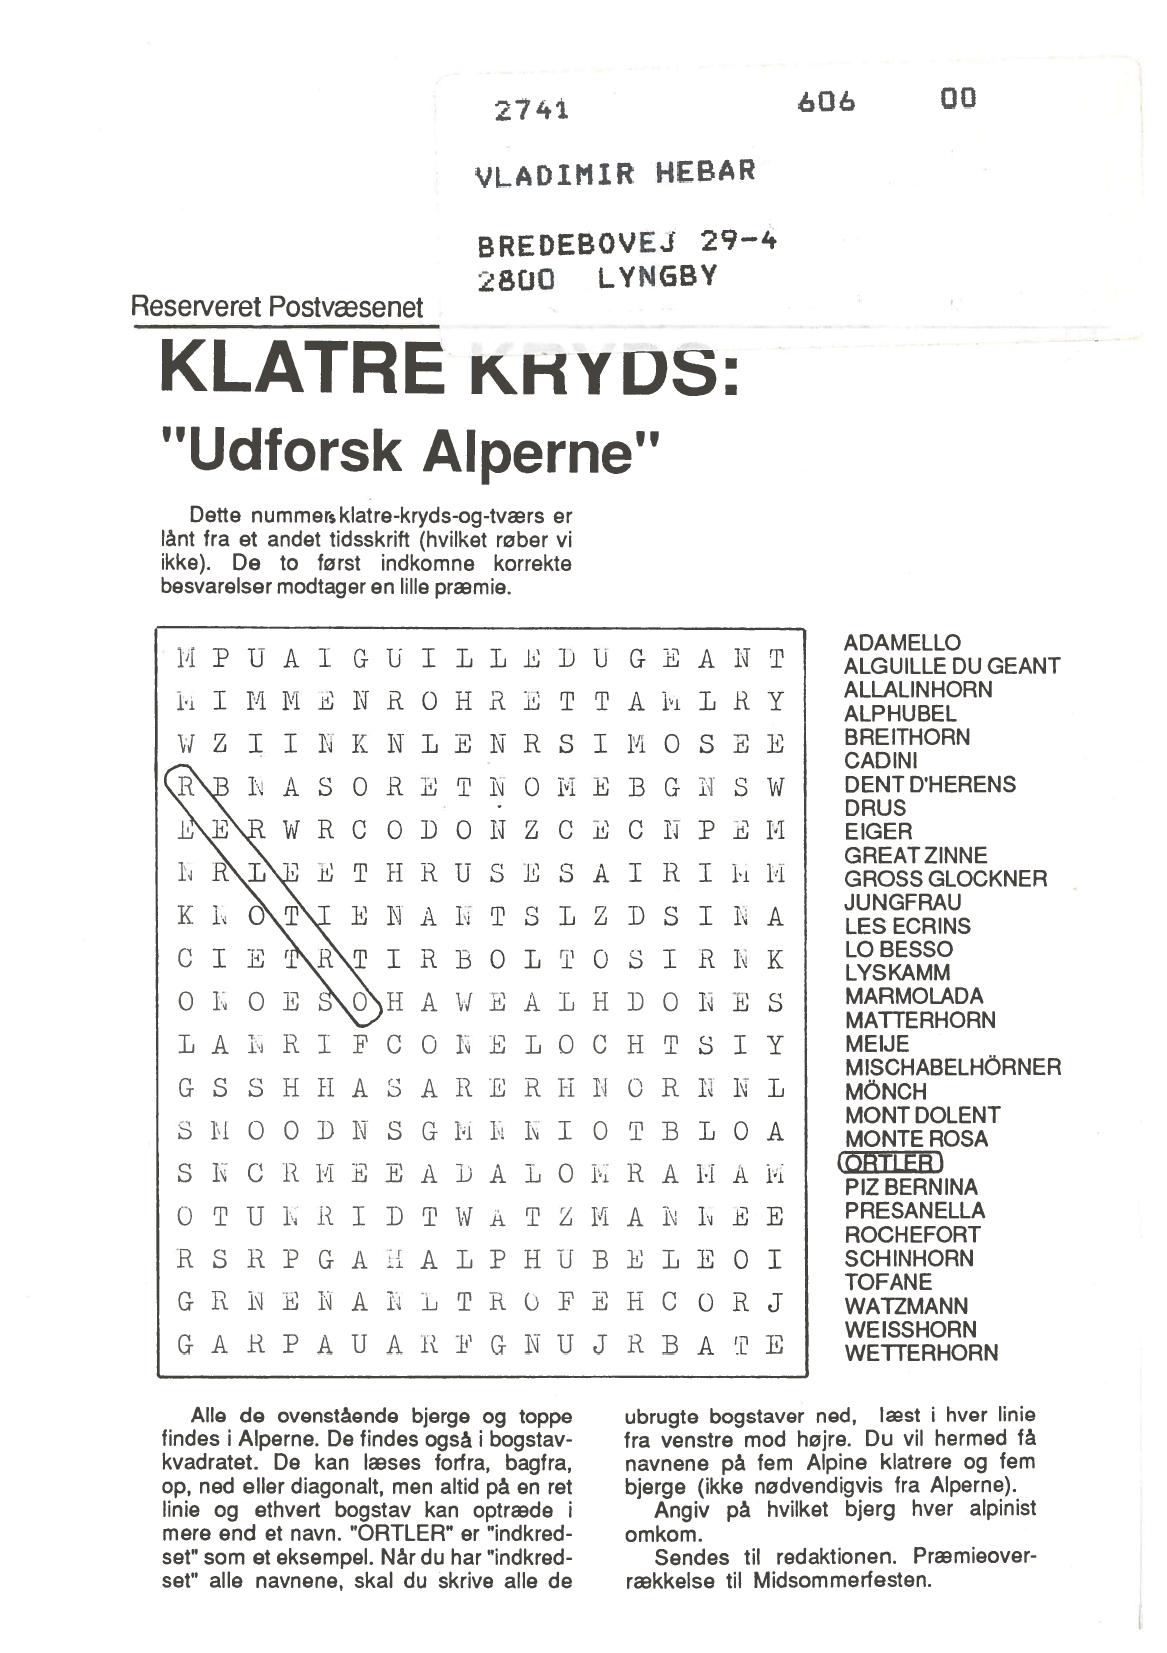 2741 606 00
VLADIMIR HEBAR
BREDEBOVEJ 29-4
2800 LYNGBY
Reserveret Postvæsenet
KLATRE KRYDS:
"Udforsk Alperne"
Dette nummers klatre-kryds-og-tværs er
lånt fra et andet tidsskrift (hvilket røber vi
ikke). De to først indkomne korrekte
besvarelser modtager en lille præmie.
M P U A I G U I L L E D U G E A N T
M I M M E N R O H R E T T A M L R Y
W Z I I N K N L E N R S I M O S E E
R B N A S O R E T N O M E B G N S W
E E R W R C O D O N Z C E C N P E M
N R L E E T H R U S E S A I R I M M
K N O T I E N A N T S L Z D S I N A
C I E T R T I R B O L T O S I R N K
O N O E S O H A W E A L H D O N E S
L A N R I F C O N E L O C H T S I Y
G S S H H A S A R E R H N O R N N L
S M O O D N S G M N N I O T B L O A
S N C R M E E A D A L O M R A M A M
O T U N R I D T W A T Z M A N N E E
R S R P G A H A L P H U B E L E O I
G R N E N A N L T R O F E H C O R J
G A R P A U A R F G N U J R B A T E
ADAMELLO
ALGUILLE DU GEANT
ALLALINHORN
ALPHUBEL
BREITHORN
CADINI
DENT D'HERENS
DRUS
EIGER
GREAT ZINNE
GROSS GLOCKNER
JUNGFRAU
LES ECRINS
LO BESSO
LYSKAMM
MARMOLADA
MATTERHORN
MEIJE
MISCHABELHÖRNER
MÖNCH
MONT DOLENT
MONTE ROSA
ORTLER
PIZ BERNINA
PRESANELLA
ROCHEFORT
SCHINHORN
TOFANE
WATZMANN
WEISSHORN
WETTERHORN
Alle de ovenstående bjerge og toppe
findes i Alperne. De findes også i bogstav-
kvadratet. De kan læses forfra, bagfra,
op, ned eller diagonalt, men altid på en ret
linie og ethvert bogstav kan optræde i
mere end et navn. "ORTLER" er "indkred-
set" som et eksempel. Når du har "indkred-
set" alle navnene, skal du skrive alle de
ubrugte bogstaver ned, læst i hver linie
fra venstre mod højre. Du vil hermed få
navnene på fem Alpine klatrere og fem
bjerge (ikke nødvendigvis fra Alperne).
Angiv på hvilket bjerg hver alpinist
omkom.
Sendes til redaktionen. Præmieover-
rækkelse til Midsommerfesten.